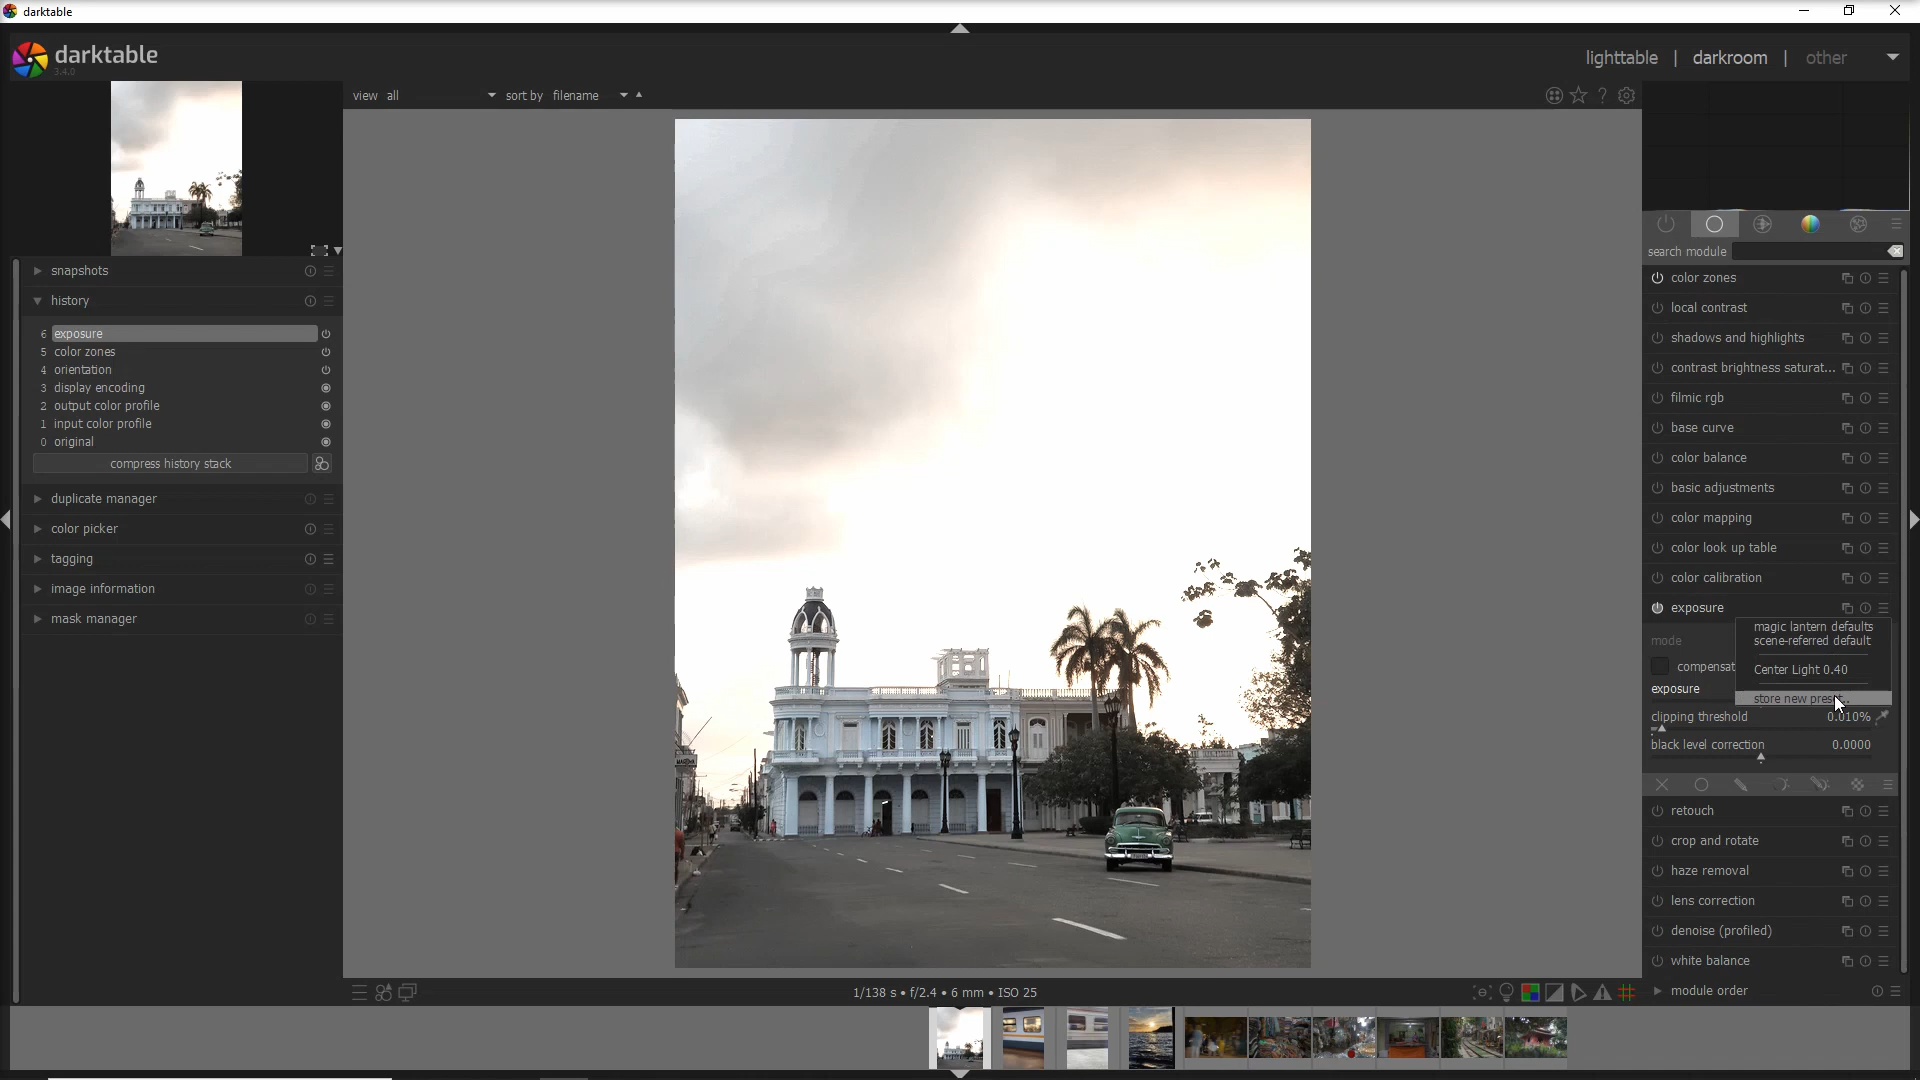 darktable
darktable
3.4.0
lighttable | darkroom | other
view all sort by filename
search module
snapshots
history
6 exposure
5 color zones
4 orientation
3 display encoding
2 output color profile
1 input color profile
0 original
compress history stack
duplicate manager
color picker
tagging
image information
mask manager
color zones
local contrast
shadows and highlights
contrast brightness saturat...
filmic rgb
base curve
color balance
basic adjustments
color mapping
color look up table
color calibration
exposure
magic lantern defaults
mode
scene-referred default
compensat
Center Light 0.40
exposure
store new
clipping threshold 0.010%
black level correction 0.0000
retouch
crop and rotate
haze removal
lens correction
denoise (profiled)
white balance
module order
1/138 s • f/2.4 • 6 mm • ISO 25